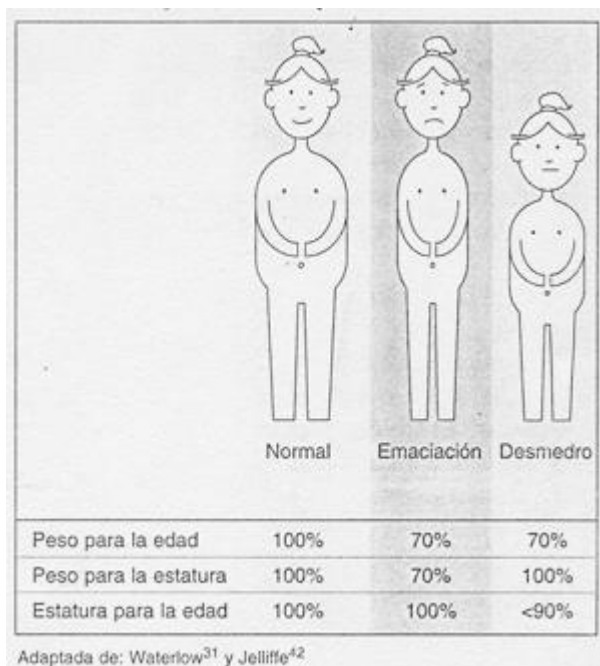 Normal Emaciación Desmedro
Peso para la edad 100% 70% 70%
Peso para la estatura 100% 70% 100%
Estatura para la edad 100% 100% <90%
Adaptada de: Waterlow31 y Jelliffe42